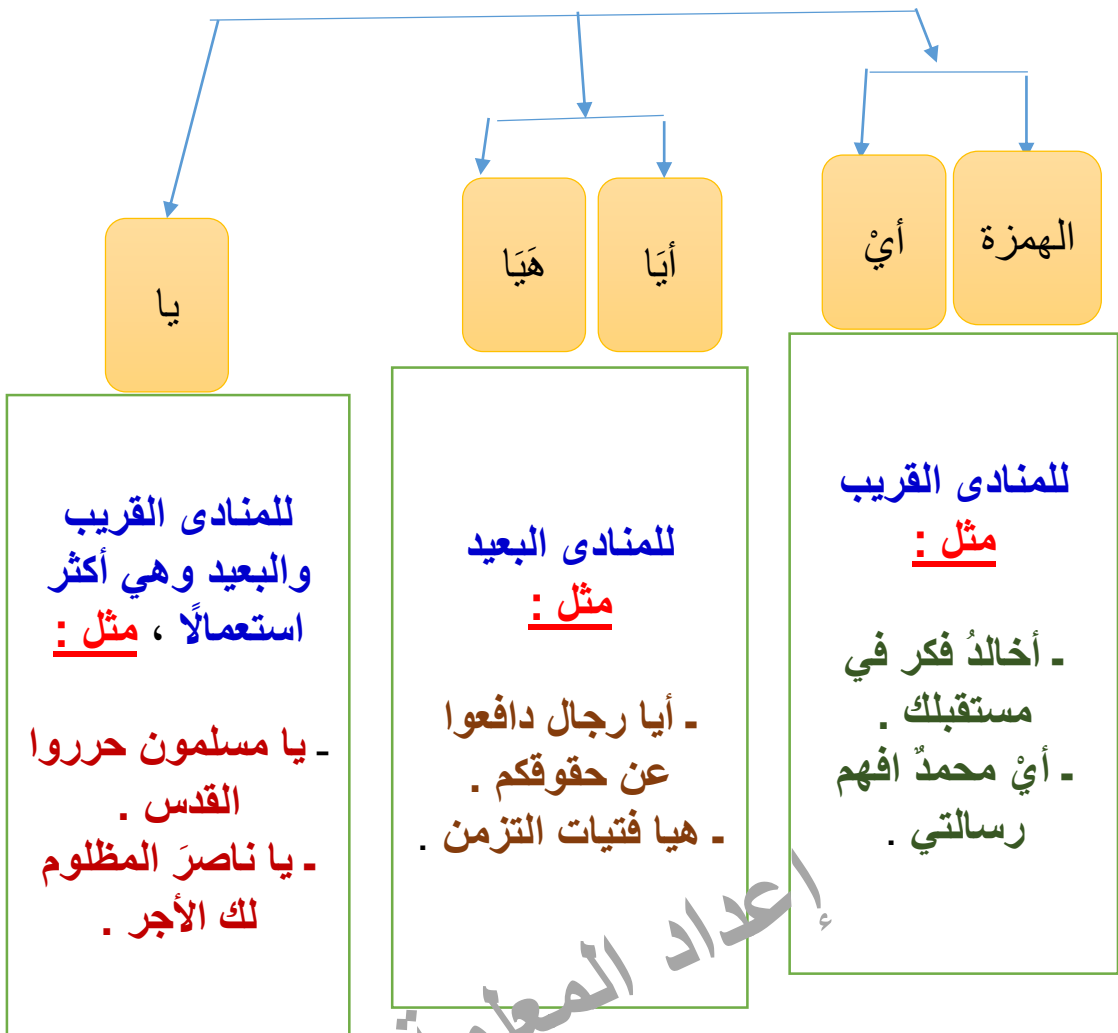 الهمزة
أيْ
أيَا
هَيَا
يا
للمنادى القريب
مثل :
ـ أخالدُ فكر في
مستقبلك .
ـ أيْ محمدٌ افهم
رسالتي .
للمنادى البعيد
مثل :
ـ أيا رجال دافعوا
عن حقوقكم .
ـ هيا فتيات التزمن .
للمنادى القريب
والبعيد وهي أكثر
استعمالًا ، مثل :
ـ يا مسلمون حرروا
القدس .
ـ يا ناصرَ المظلوم
لك الأجر .
إعداد